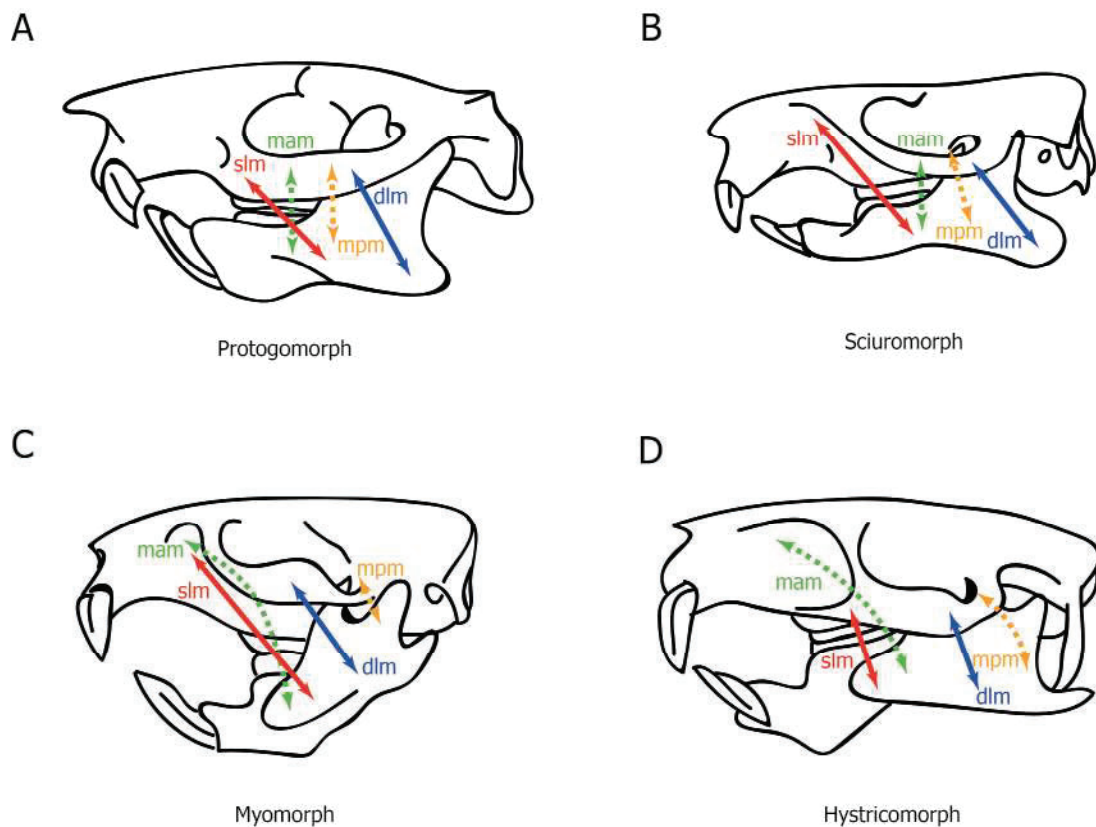 A
B
mam
slm
dlm
mpm
slm
mam
mpm
dlm
Protogomorph
Sciuromorph
C
D
mam
slm
mpm
dlm
mam
slm
mpm
dlm
Myomorph
Hystricomorph